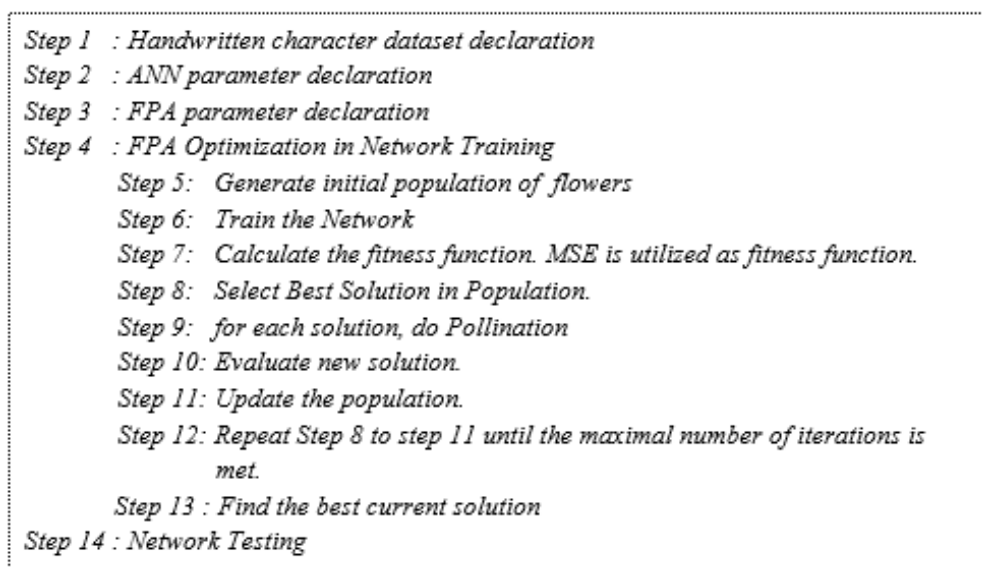 Step 1 : Handwritten character dataset declaration
Step 2 : ANN parameter declaration
Step 3 : FPA parameter declaration
Step 4 : FPA Optimization in Network Training
Step 5: Generate initial population of flowers
Step 6: Train the Network
Step 7: Calculate the fitness function. MSE is utilized as fitness function.
Step 8: Select Best Solution in Population.
Step 9: for each solution, do Pollination
Step 10: Evaluate new solution.
Step 11: Update the population.
Step 12: Repeat Step 8 to step 11 until the maximal number of iterations is
met.
Step 13 : Find the best current solution
Step 14 : Network Testing